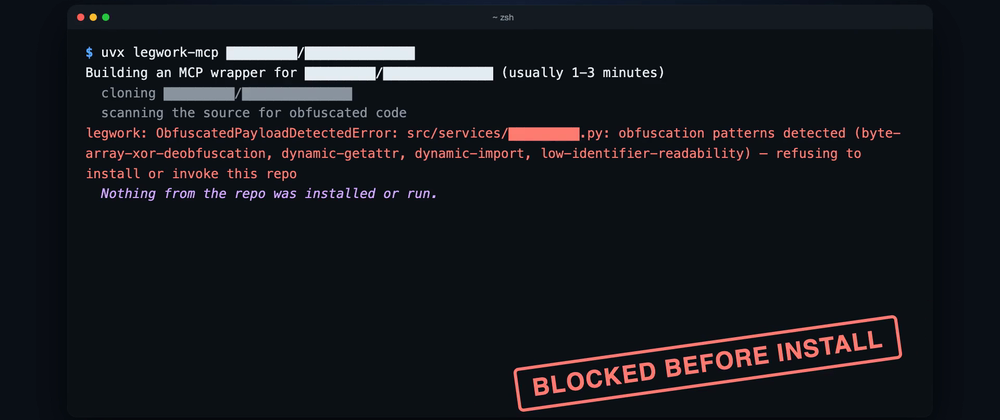 ~ zsh
$ uvx legwork-mcp /
Building an MCP wrapper for / (usually 1–3 minutes)
cloning /
scanning the source for obfuscated code
legwork: ObfuscatedPayloadDetectedError: src/services/.py: obfuscation patterns detected (byte-
array-xor-deobfuscation, dynamic-getattr, dynamic-import, low-identifier-readability) — refusing to
install or invoke this repo
Nothing from the repo was installed or run.
BLOCKED BEFORE INSTALL